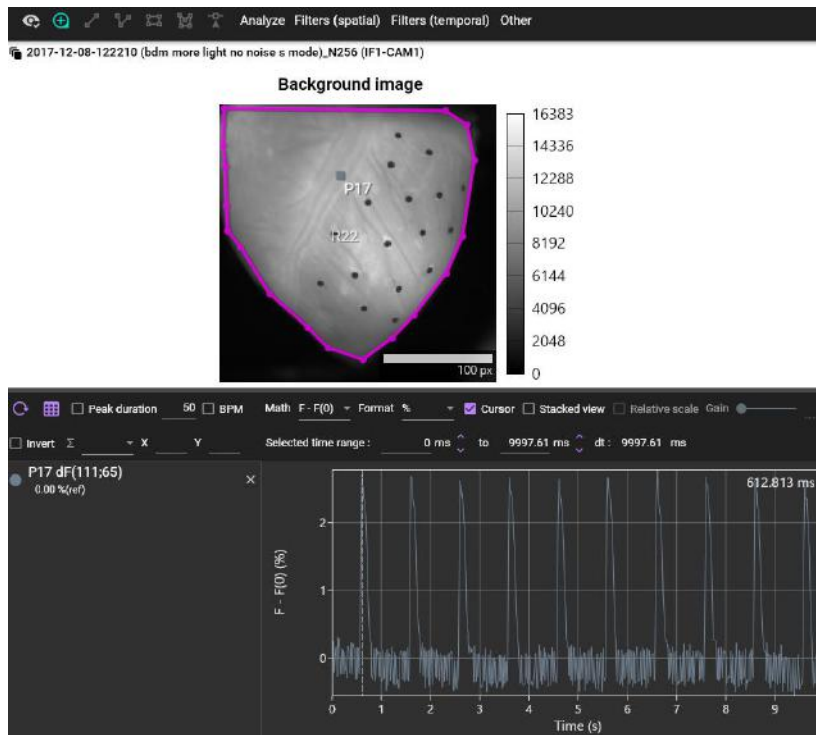 Analyze Filters (spatial) Filters (temporal) Other
2017-12-08-122210 (bdm more light no noise s mode)_N256 (IF1-CAM1)
Background image
16383
14336
12288
10240
8192
6144
4096
2048
0
P17
R22
100 px
Peak duration 50 BPM Math F - F(0) Format % Cursor Stacked view Relative scale Gain
Invert Σ X Y Selected time range : 0 ms to 9997.61 ms dt : 9997.61 ms
P17 dF(111;65)
0.00 %(ref)
612.813 ms
F - F(0) (%)
2
1
0
0 1 2 3 4 5 6 7 8 9
Time (s)